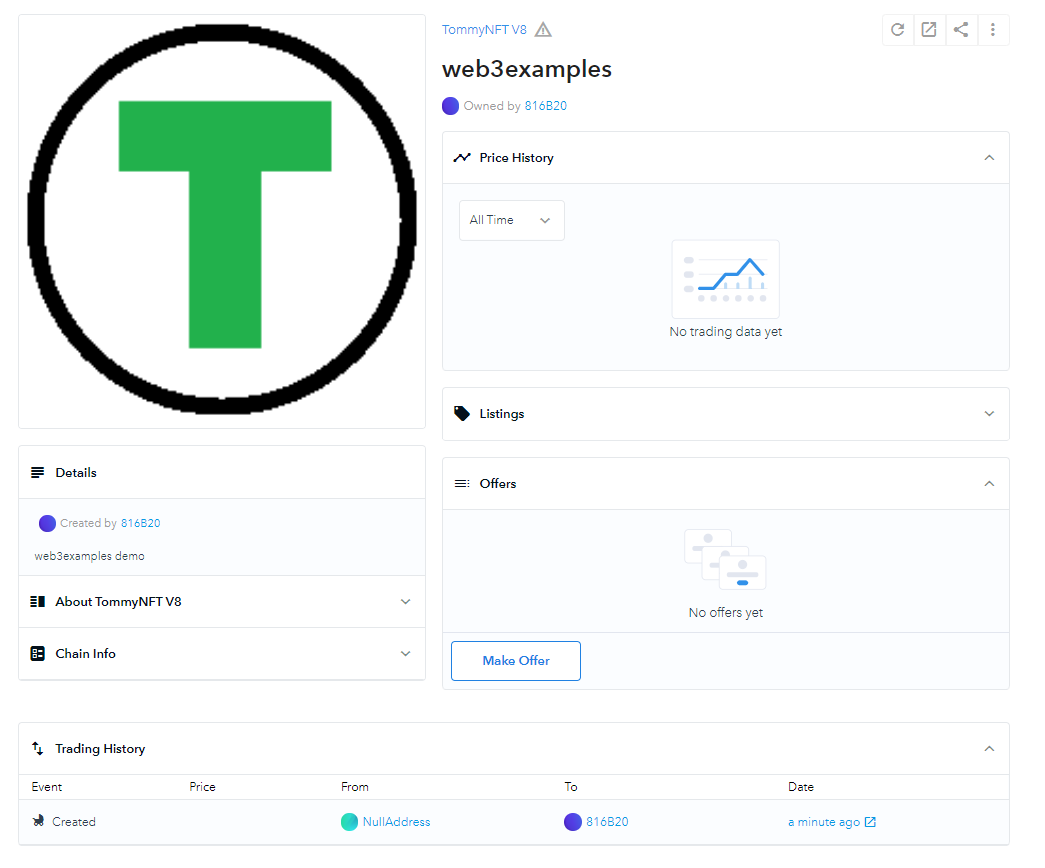 T
TommyNFT V8
web3examples
Owned by 816B20
Price History
All Time
No trading data yet
Listings
Offers
No offers yet
Make Offer
Details
Created by 816B20
web3examples demo
About TommyNFT V8
Chain Info
Trading History
Event Price From To Date
Created NullAddress 816B20 a minute ago